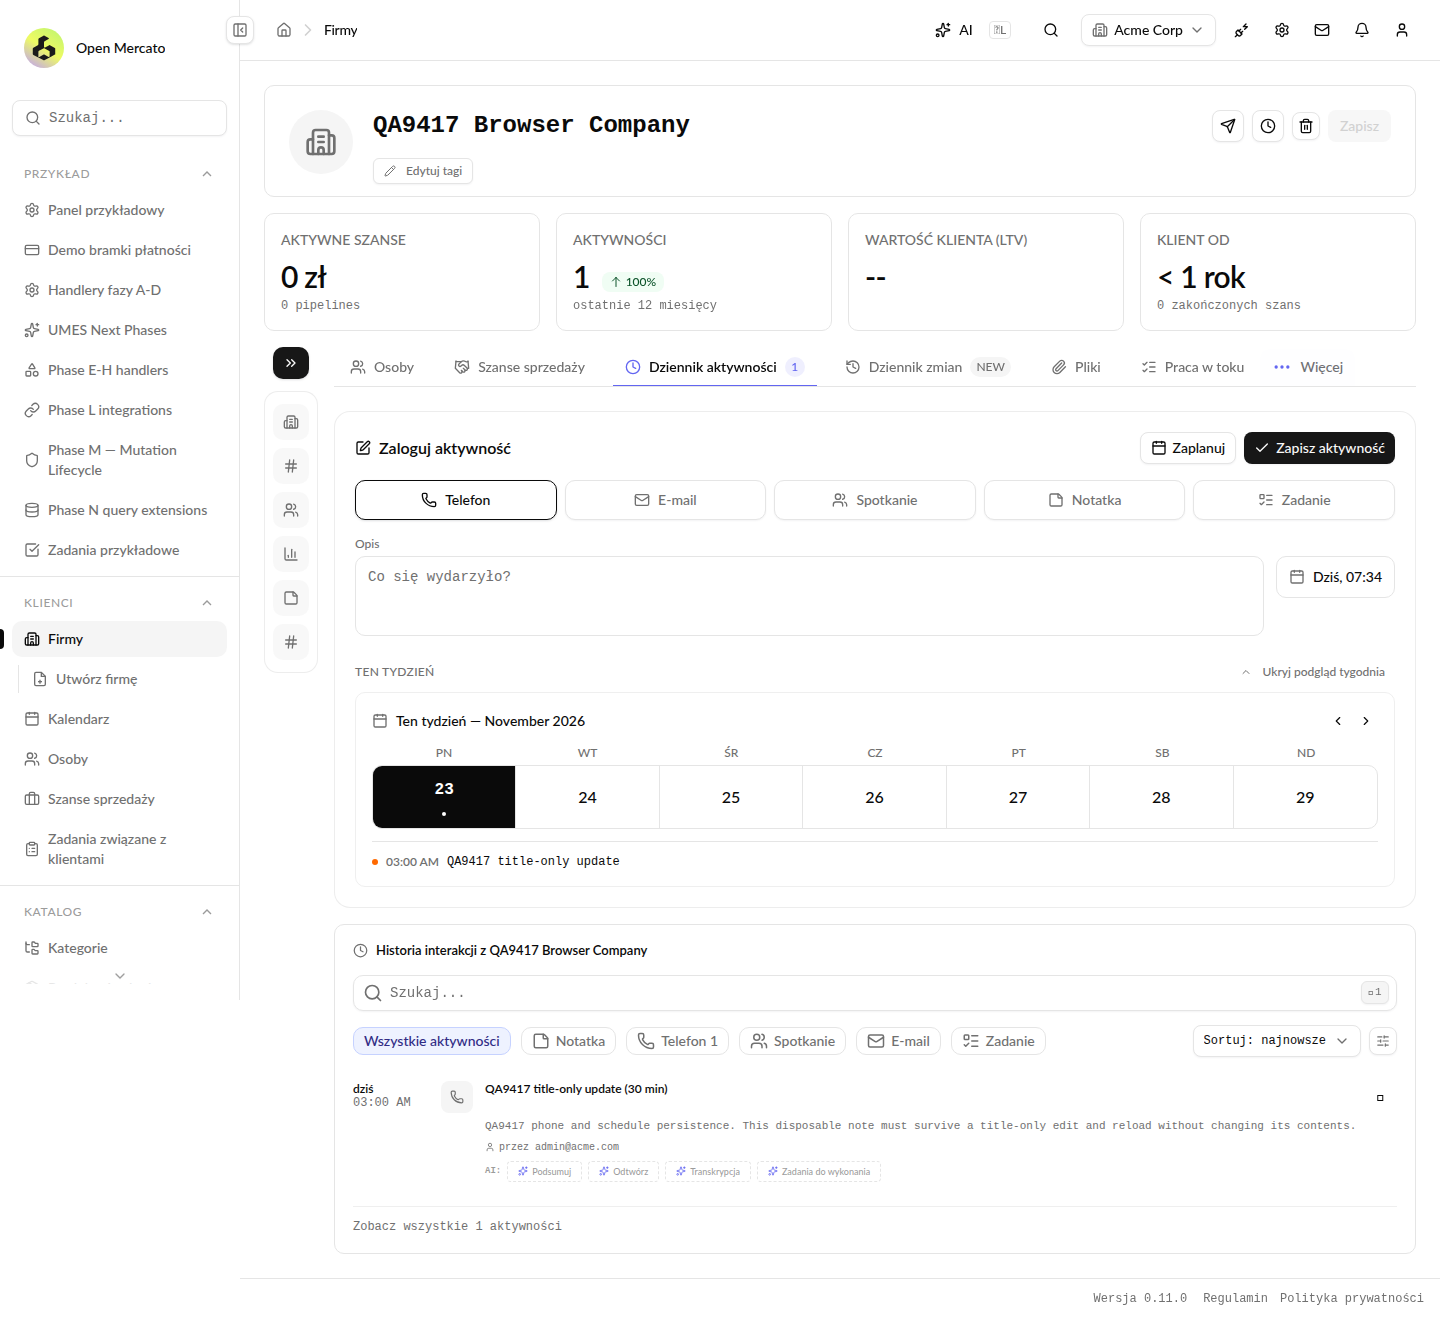 Open Mercato
Firmy
AI
L
Acme Corp
Szukaj...
PRZYKŁAD
Panel przykładowy
Demo bramki płatności
Handlery fazy A-D
UMES Next Phases
Phase E-H handlers
Phase L integrations
Phase M — Mutation
Lifecycle
Phase N query extensions
Zadania przykładowe
KLIENCI
Firmy
Utwórz firmę
Kalendarz
Osoby
Szanse sprzedaży
Zadania związane z
klientami
KATALOG
Kategorie
QA9417 Browser Company
Edytuj tagi
Zapisz
AKTYWNE SZANSE
0 zł
0 pipelines
AKTYWNOŚCI
1 ↑ 100%
ostatnie 12 miesięcy
WARTOŚĆ KLIENTA (LTV)
--
KLIENT OD
< 1 rok
0 zakończonych szans
Osoby
Szanse sprzedaży
Dziennik aktywności 1
Dziennik zmian NEW
Pliki
Praca w toku
Więcej
Zaloguj aktywność
Zaplanuj
Zapisz aktywność
Telefon
E-mail
Spotkanie
Notatka
Zadanie
Opis
Co się wydarzyło?
Dziś, 07:34
TEN TYDZIEŃ
Ukryj podgląd tygodnia
Ten tydzień — November 2026
PN WT ŚR CZ PT SB ND
23 24 25 26 27 28 29
03:00 AM QA9417 title-only update
Historia interakcji z QA9417 Browser Company
Szukaj...
1
Wszystkie aktywności
Notatka
Telefon 1
Spotkanie
E-mail
Zadanie
Sortuj: najnowsze
dziś
03:00 AM
QA9417 title-only update (30 min)
QA9417 phone and schedule persistence. This disposable note must survive a title-only edit and reload without changing its contents.
przez admin@acme.com
AI: Podsumuj Odtwórz Transkrypcja Zadania do wykonania
Zobacz wszystkie 1 aktywności
Wersja 0.11.0 Regulamin Polityka prywatności